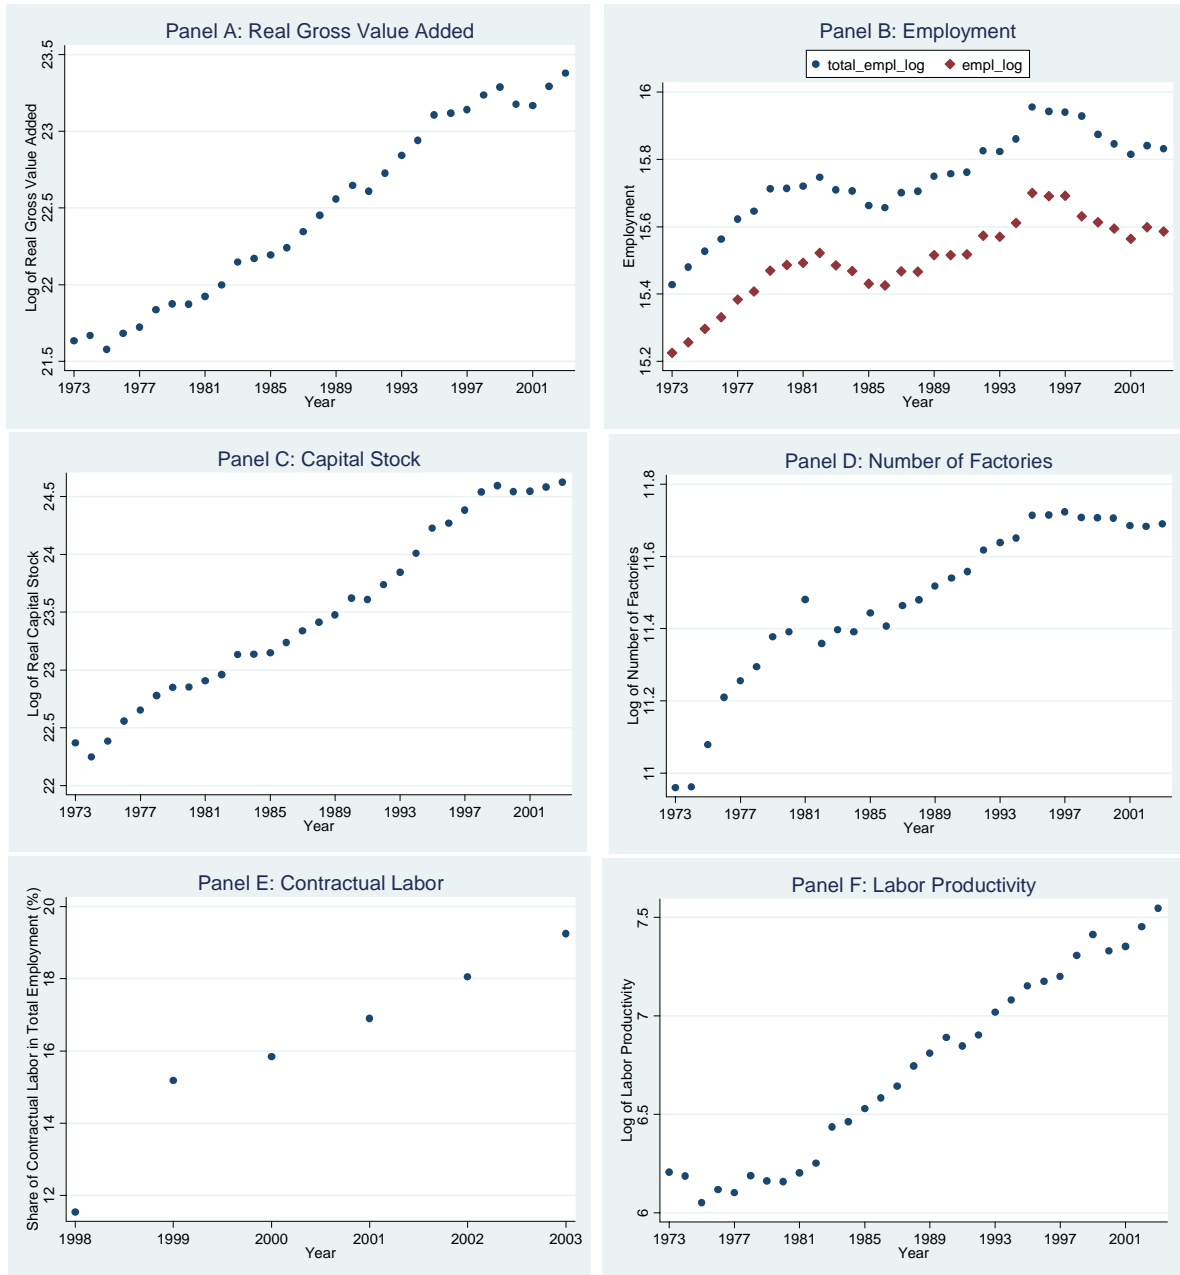 Panel A: Real Gross Value Added
Log of Real Gross Value Added
23.5
23
22.5
22
21.5
1973 1977 1981 1985 1989 1993 1997 2001
Year
Panel B: Employment
total_empl_log empl_log
Employment
16
15.8
15.6
15.4
15.2
1973 1977 1981 1985 1989 1993 1997 2001
Year
Panel C: Capital Stock
Log of Real Capital Stock
24.5
24
23.5
23
22.5
22
1973 1977 1981 1985 1989 1993 1997 2001
Year
Panel D: Number of Factories
Log of Number of Factories
11.8
11.6
11.4
11.2
11
1973 1977 1981 1985 1989 1993 1997 2001
Year
Panel E: Contractual Labor
Share of Contractual Labor in Total Employment (%)
20
18
16
14
12
1998 1999 2000 2001 2002 2003
Year
Panel F: Labor Productivity
Log of Labor Productivity
7.5
7
6.5
6
1973 1977 1981 1985 1989 1993 1997 2001
Year